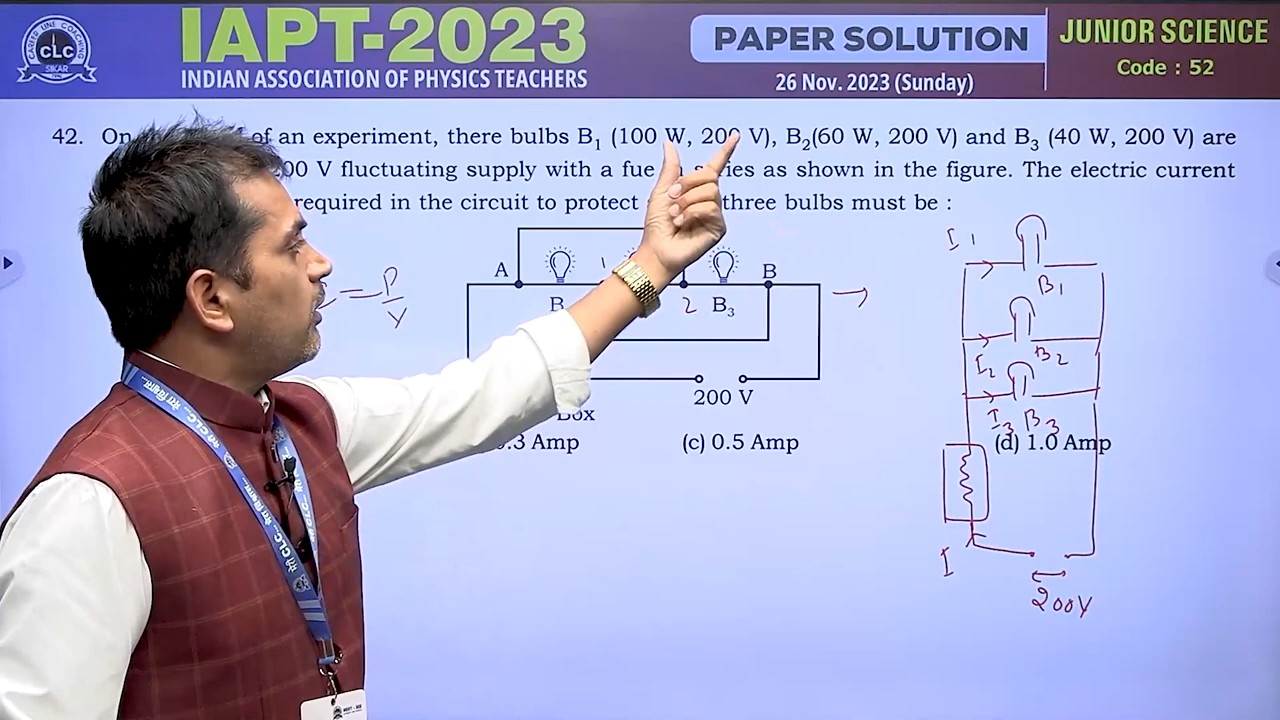 CAREER LINE COACHING
CLC
SIKAR
IAPT-2023
INDIAN ASSOCIATION OF PHYSICS TEACHERS
PAPER SOLUTION
26 Nov. 2023 (Sunday)
JUNIOR SCIENCE
Code : 52
42. of an experiment, there bulbs B₁ (100 W, 200 V), B₂(60 W, 200 V) and B₃ (40 W, 200 V) are
00 V fluctuating supply with a fue in series as shown in the figure. The electric current
required in the circuit to protect three bulbs must be :
A B
1
B 2 B₃
200 V
Box
0.3 Amp (c) 0.5 Amp (d) 1.0 Amp
= P/V
I₁
B₁
I₂ B₂
I₃ B₃
I
200V
CLC